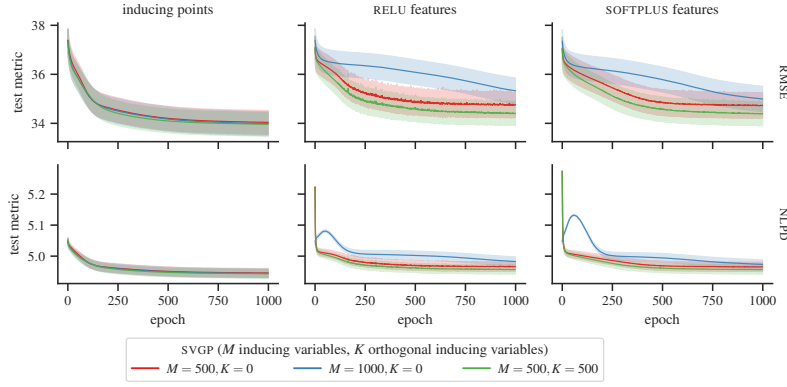 inducing points
RELU features
SOFTPLUS features
38
36
34
test metric
RMSE
5.2
5.1
5.0
test metric
NLPD
0 250 500 750 1000
0 250 500 750 1000
0 250 500 750 1000
epoch
epoch
epoch
SVGP (M inducing variables, K orthogonal inducing variables)
M = 500, K = 0
M = 1000, K = 0
M = 500, K = 500